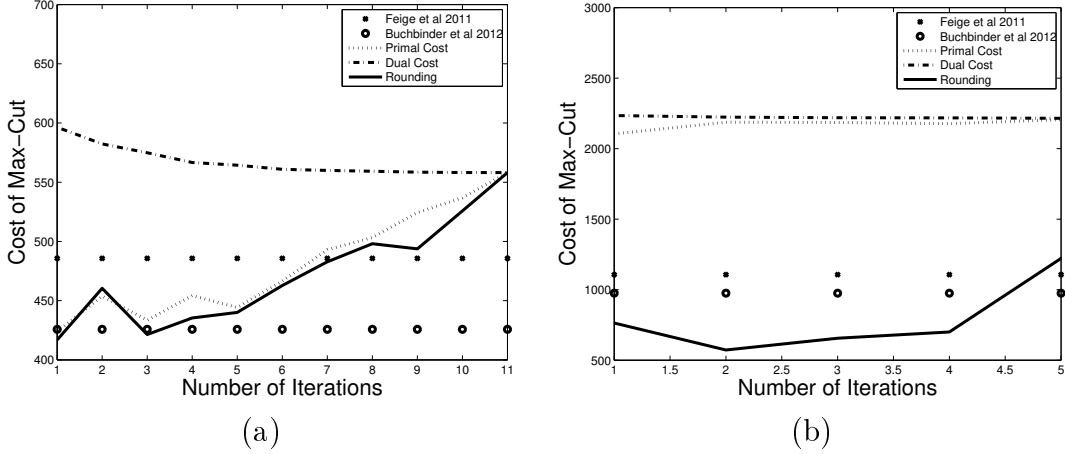 700
650
600
550
500
450
400
Cost of Max−Cut
Feige et al 2011
Buchbinder et al 2012
Primal Cost
Dual Cost
Rounding
1 2 3 4 5 6 7 8 9 10 11
Number of Iterations
(a)
3000
2500
2000
1500
1000
500
Cost of Max−Cut
Feige et al 2011
Buchbinder et al 2012
Primal Cost
Dual Cost
Rounding
1 1.5 2 2.5 3 3.5 4 4.5 5
Number of Iterations
(b)